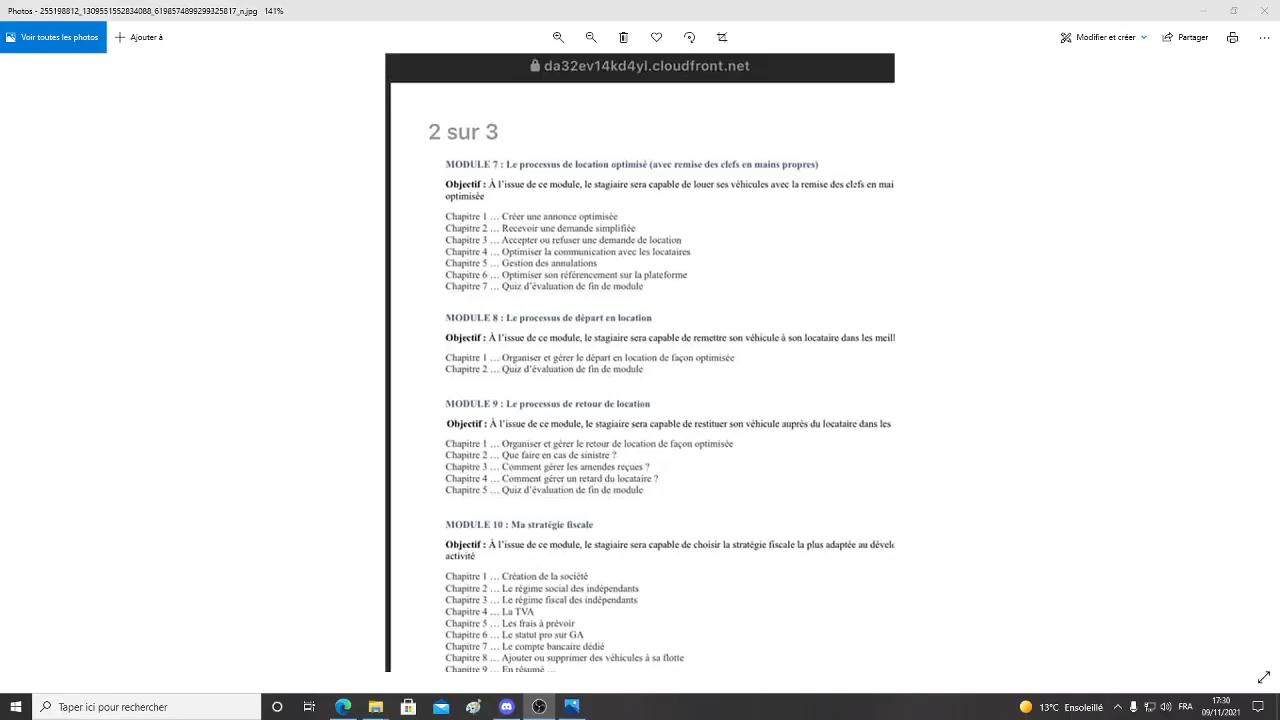 Photos - 255198812_1309551552834088_619857489299325817_n.jpg - 141%
Voir toutes les photos
Ajouter à
Modifier et créer
Partager
da32ev14kd4yl.cloudfront.net
2 sur 3
MODULE 7 : Le processus de location optimisé (avec remise des clefs en mains propres)
Objectif : À l'issue de ce module, le stagiaire sera capable de louer ses véhicules avec la remise des clefs en mai
optimisée
Chapitre 1 … Créer une annonce optimisée
Chapitre 2 … Recevoir une demande simplifiée
Chapitre 3 … Accepter ou refuser une demande de location
Chapitre 4 … Optimiser la communication avec les locataires
Chapitre 5 … Gestion des annulations
Chapitre 6 … Optimiser son référencement sur la plateforme
Chapitre 7 … Quiz d'évaluation de fin de module
MODULE 8 : Le processus de départ en location
Objectif : À l'issue de ce module, le stagiaire sera capable de remettre son véhicule à son locataire dans les meill
Chapitre 1 … Organiser et gérer le départ en location de façon optimisée
Chapitre 2 … Quiz d'évaluation de fin de module
MODULE 9 : Le processus de retour de location
Objectif : À l'issue de ce module, le stagiaire sera capable de restituer son véhicule auprès du locataire dans les
Chapitre 1 … Organiser et gérer le retour de location de façon optimisée
Chapitre 2 … Que faire en cas de sinistre ?
Chapitre 3 … Comment gérer les amendes reçues ?
Chapitre 4 … Comment gérer un retard du locataire ?
Chapitre 5 … Quiz d'évaluation de fin de module
MODULE 10 : Ma stratégie fiscale
Objectif : À l'issue de ce module, le stagiaire sera capable de choisir la stratégie fiscale la plus adaptée au dévelo
activité
Chapitre 1 … Création de la société
Chapitre 2 … Le régime social des indépendants
Chapitre 3 … Le régime fiscal des indépendants
Chapitre 4 … La TVA
Chapitre 5 … Les frais à prévoir
Chapitre 6 … Le statut pro sur GA
Chapitre 7 … Le compte bancaire dédié
Chapitre 8 … Ajouter ou supprimer des véhicules à sa flotte
Chapitre 9 … En résumé …
Taper ici pour rechercher
13°C Ensoleillé
FRA
17:30
09/11/2021